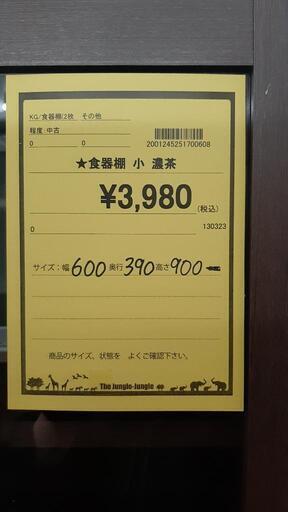 KG/食器棚/2枚 その他
程度:中古
0 0
2001245251700608
★食器棚 小 濃茶
¥3,980
(税込)
0 130323
サイズ:幅600奥行390高さ900
商品のサイズ、状態を よくご確認下さい。
The Jungle-Jungle